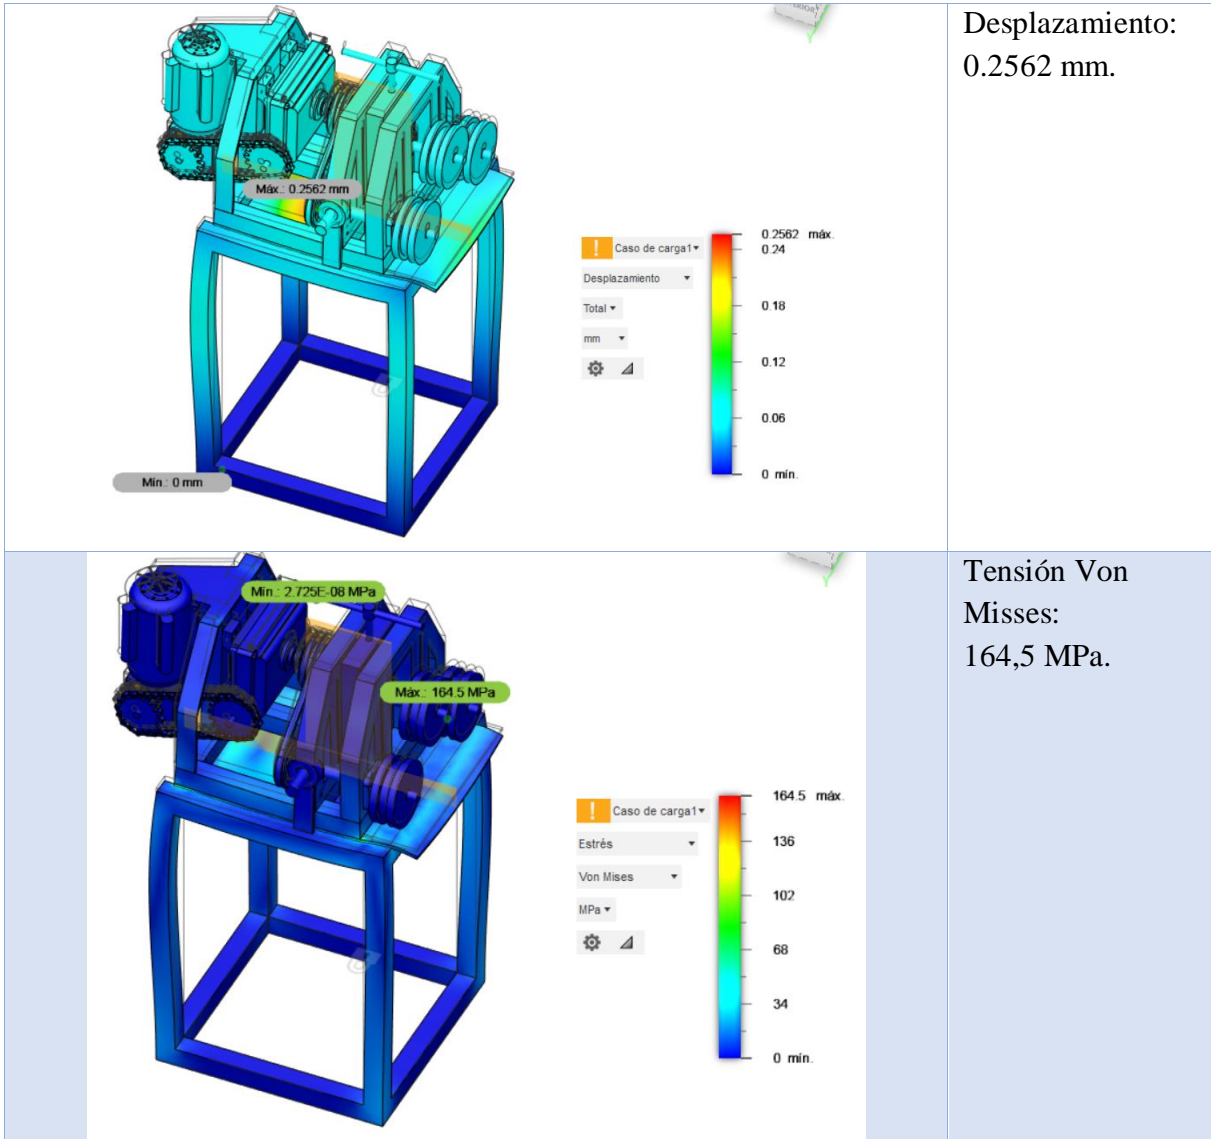 Desplazamiento:
0.2562 mm.
Máx.: 0.2562 mm
Mín.: 0 mm
Caso de carga1
Desplazamiento
Total
mm
0.2562 máx.
0.24
0.18
0.12
0.06
0 mín.
Tensión Von
Misses:
164,5 MPa.
Mín.: 2.725E-08 MPa
Máx.: 164.5 MPa
Caso de carga1
Estrés
Von Mises
MPa
164.5 máx.
136
102
68
34
0 mín.